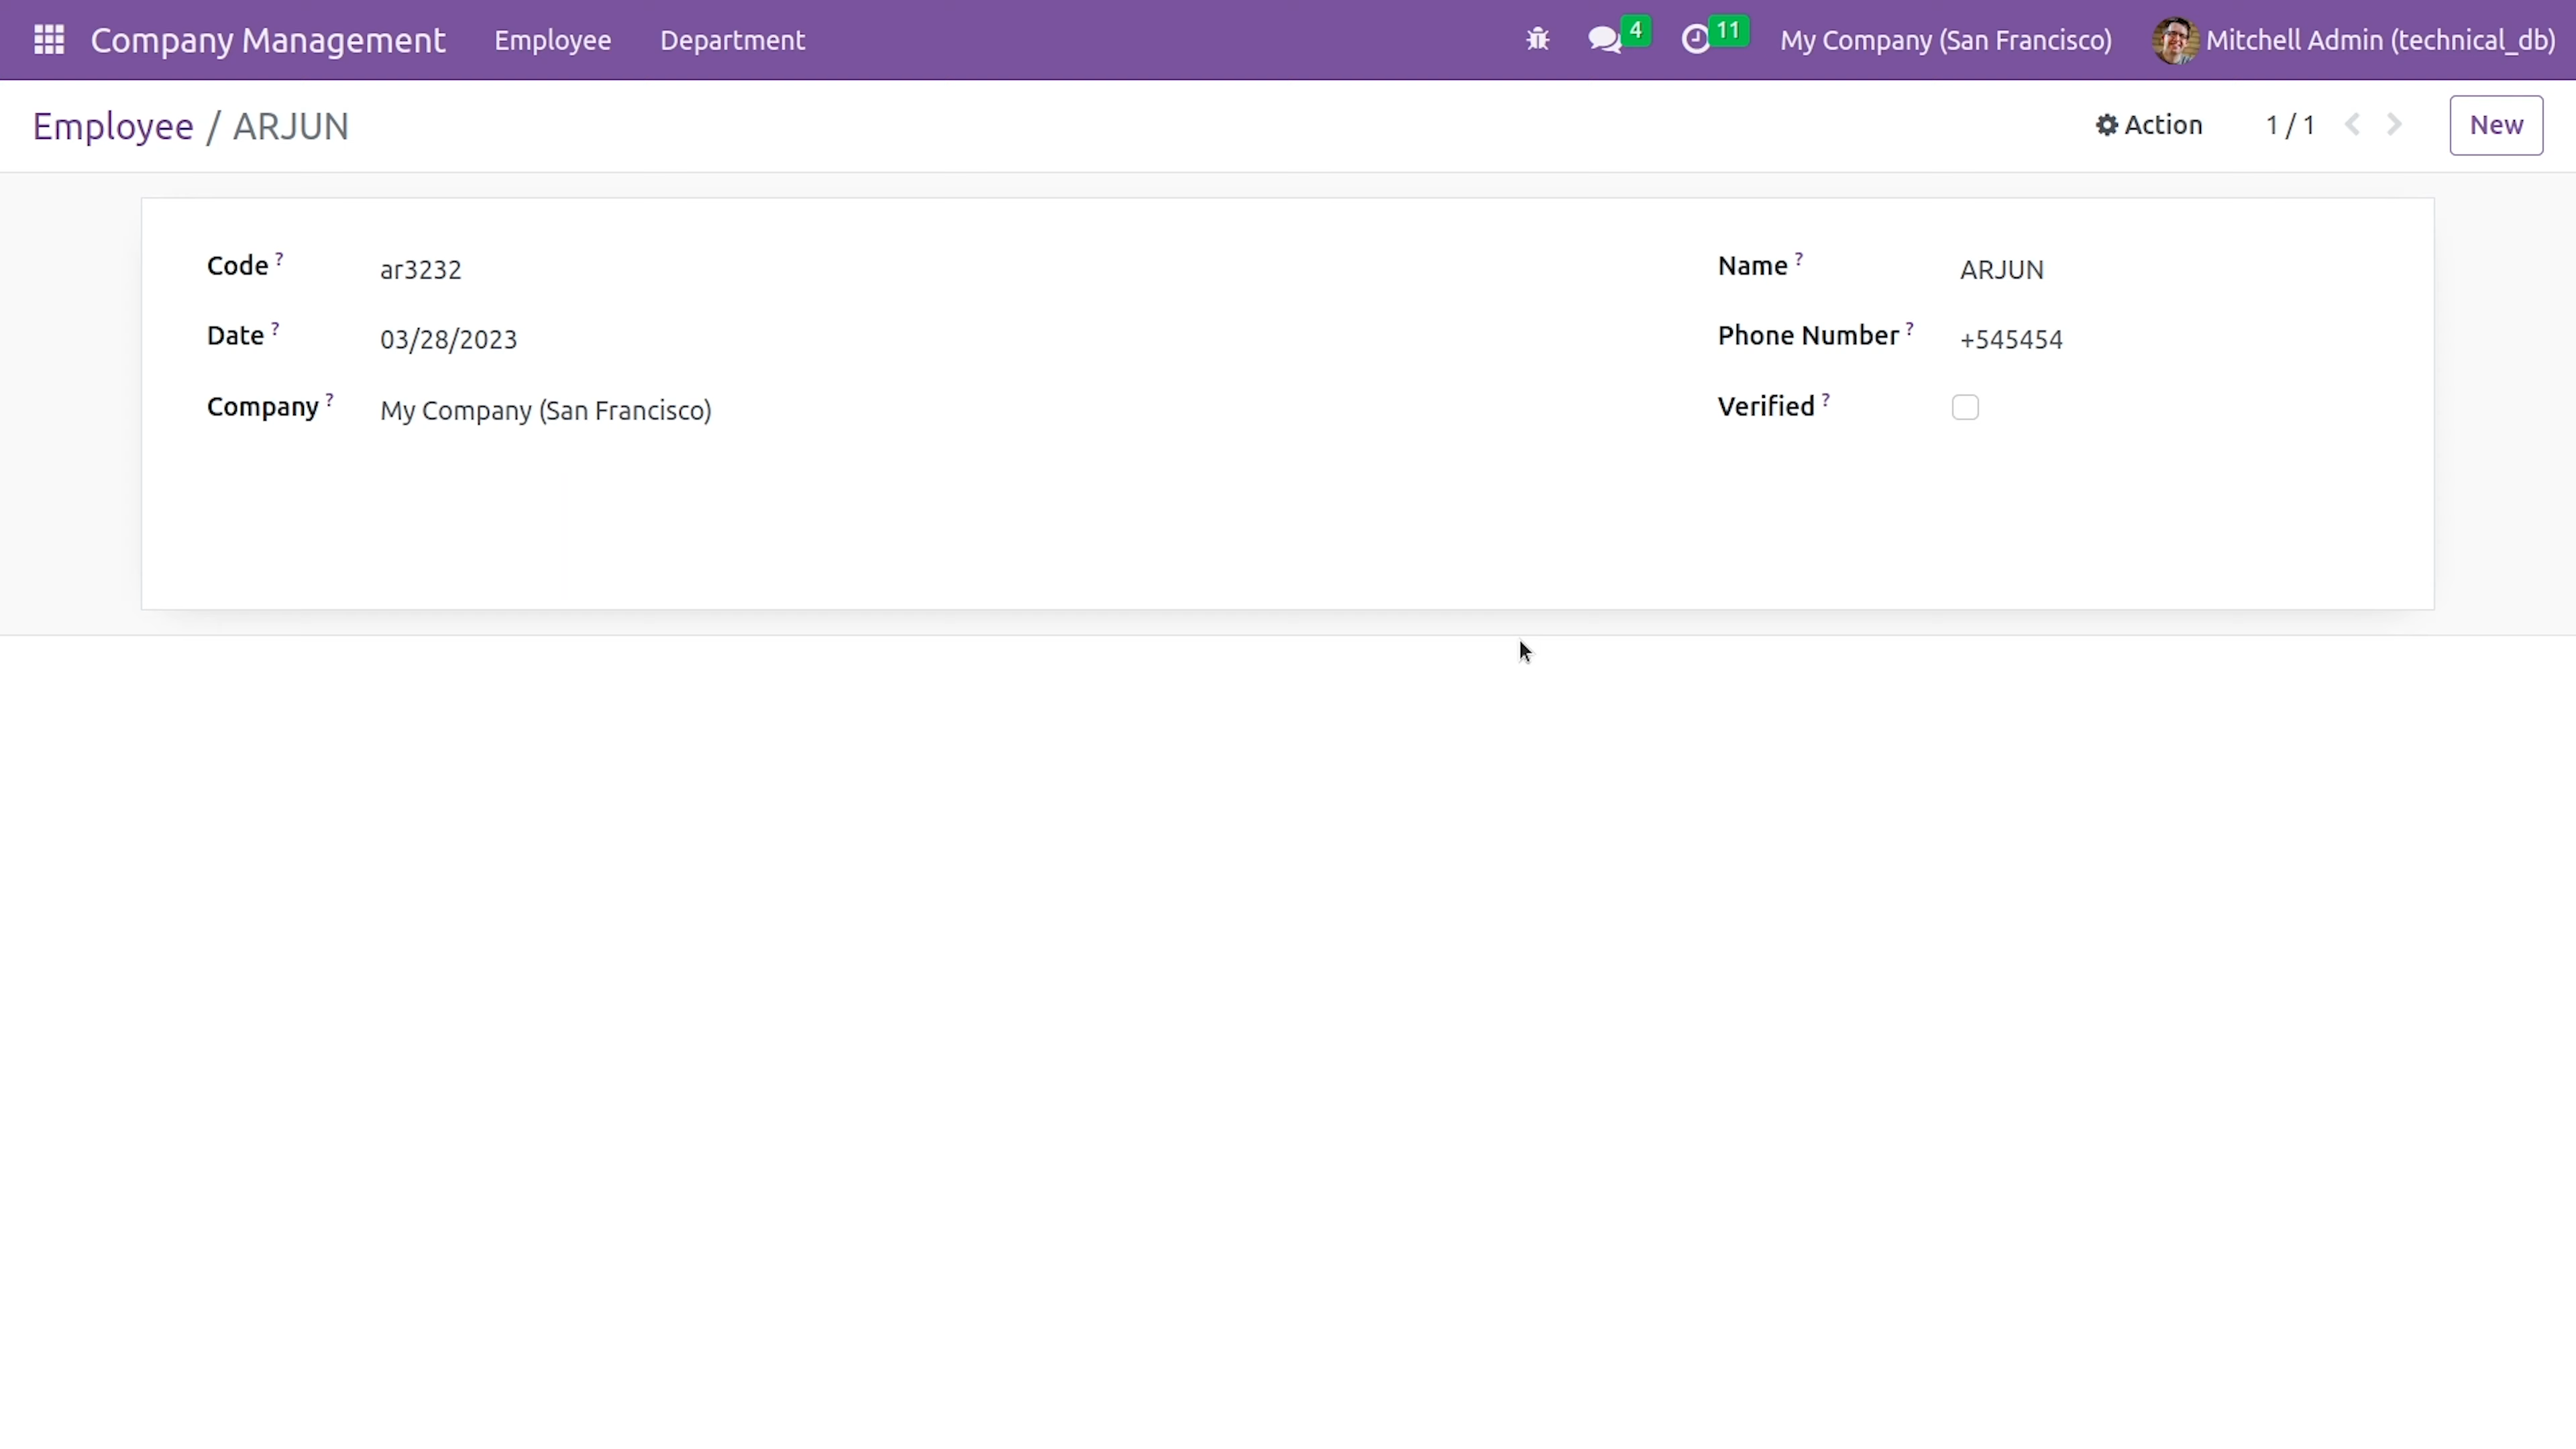 Company Management Employee Department 4 11 My Company (San Francisco) Mitchell Admin (technical_db)
Employee / ARJUN Action 1 / 1 New
Code ? ar3232 Name ? ARJUN
Date ? 03/28/2023 Phone Number ? +545454
Company ? My Company (San Francisco) Verified ?